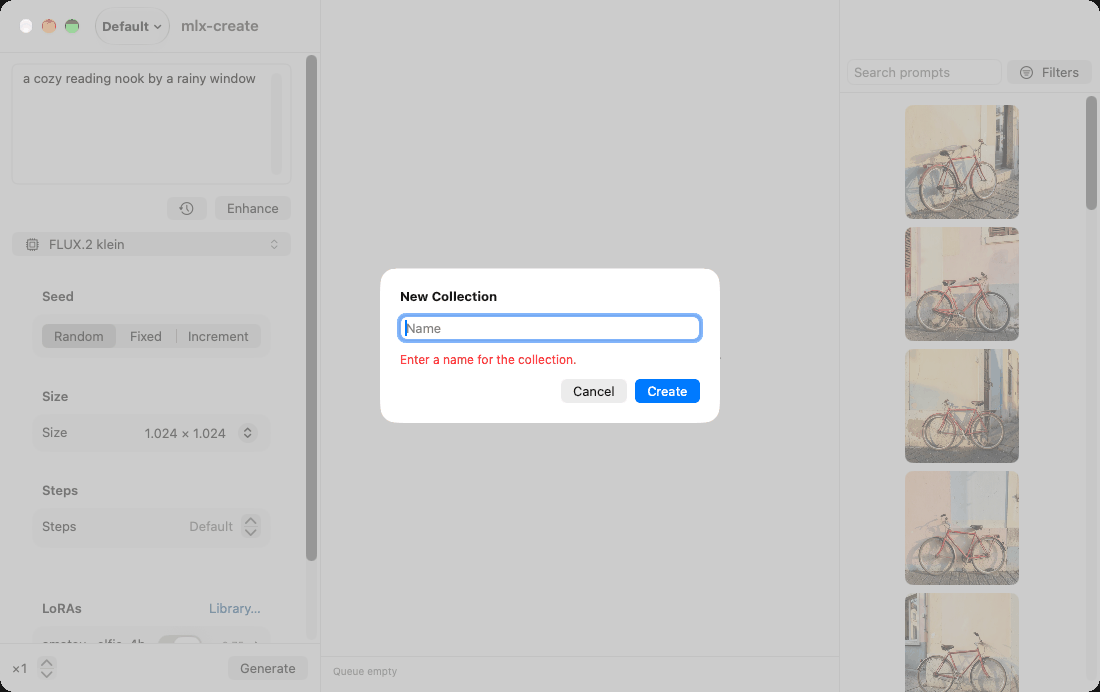 Default
mlx-create
a cozy reading nook by a rainy window
Enhance
FLUX.2 klein
Seed
Random
Fixed
Increment
Size
Size
1.024 × 1.024
Steps
Steps
Default
LoRAs
Library...
×1
Generate
New Collection
Name
Enter a name for the collection.
Cancel
Create
Queue empty
Search prompts
Filters